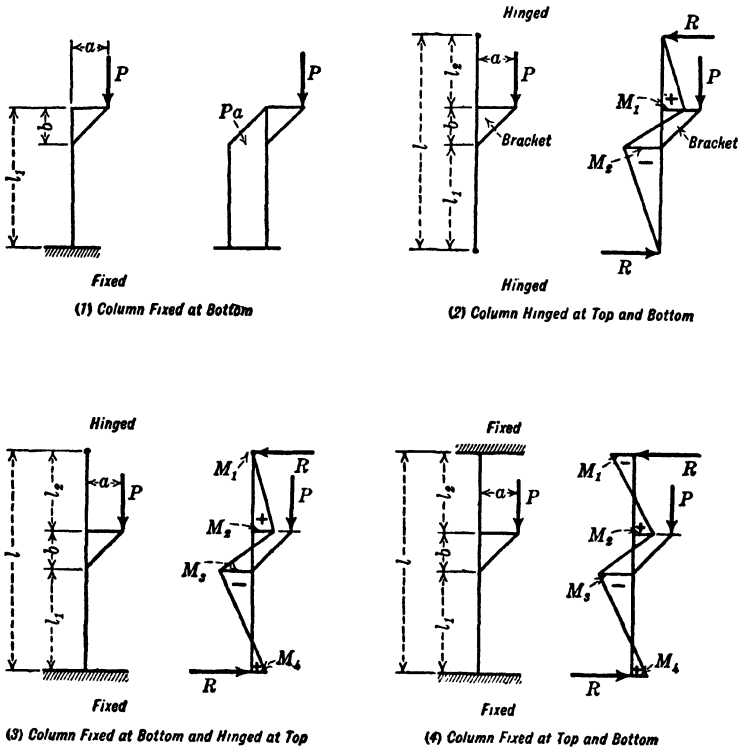 a
P
b
l₁
Fixed
P
Pa
(1) Column Fixed at Bottom
Hinged
l₂
a
P
b
Bracket
l
l₁
Hinged
R
P
M₁
Bracket
M₂
+
−
R
(2) Column Hinged at Top and Bottom
Hinged
l₂
a
P
b
l
l₁
Fixed
M₁
R
P
M₂
+
M₃
−
M₄
+
R
(3) Column Fixed at Bottom and Hinged at Top
Fixed
l₂
a
P
b
l
l₁
Fixed
M₁
−
R
P
M₂
+
M₃
−
M₄
+
R
(4) Column Fixed at Top and Bottom